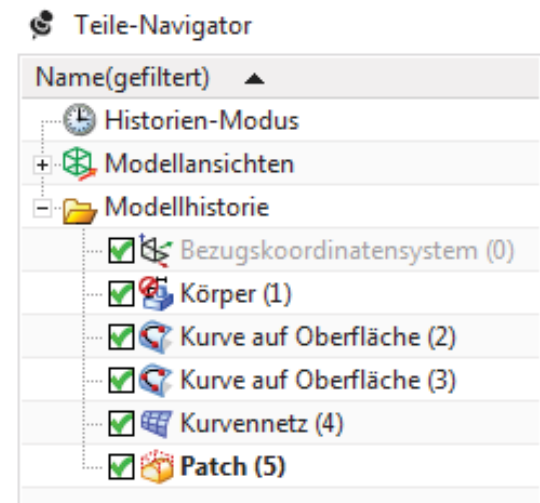 Teile-Navigator
Name(gefiltert)
Historien-Modus
Modellansichten
Modellhistorie
Bezugskoordinatensystem (0)
Körper (1)
Kurve auf Oberfläche (2)
Kurve auf Oberfläche (3)
Kurvennetz (4)
Patch (5)